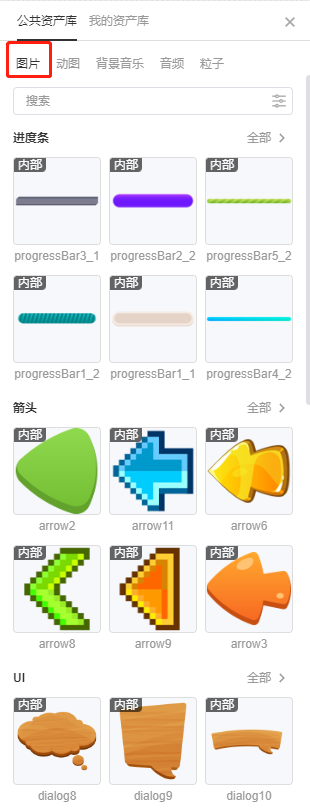 公共资产库 我的资产库
图片 动图 背景音乐 音频 粒子
搜索
进度条 全部
内部 内部 内部
progressBar3_1 progressBar2_2 progressBar5_2
内部 内部 内部
progressBar1_2 progressBar1_1 progressBar4_2
箭头 全部
内部 内部 内部
arrow2 arrow11 arrow6
内部 内部 内部
arrow8 arrow9 arrow3
UI 全部
内部 内部 内部
dialog8 dialog9 dialog10